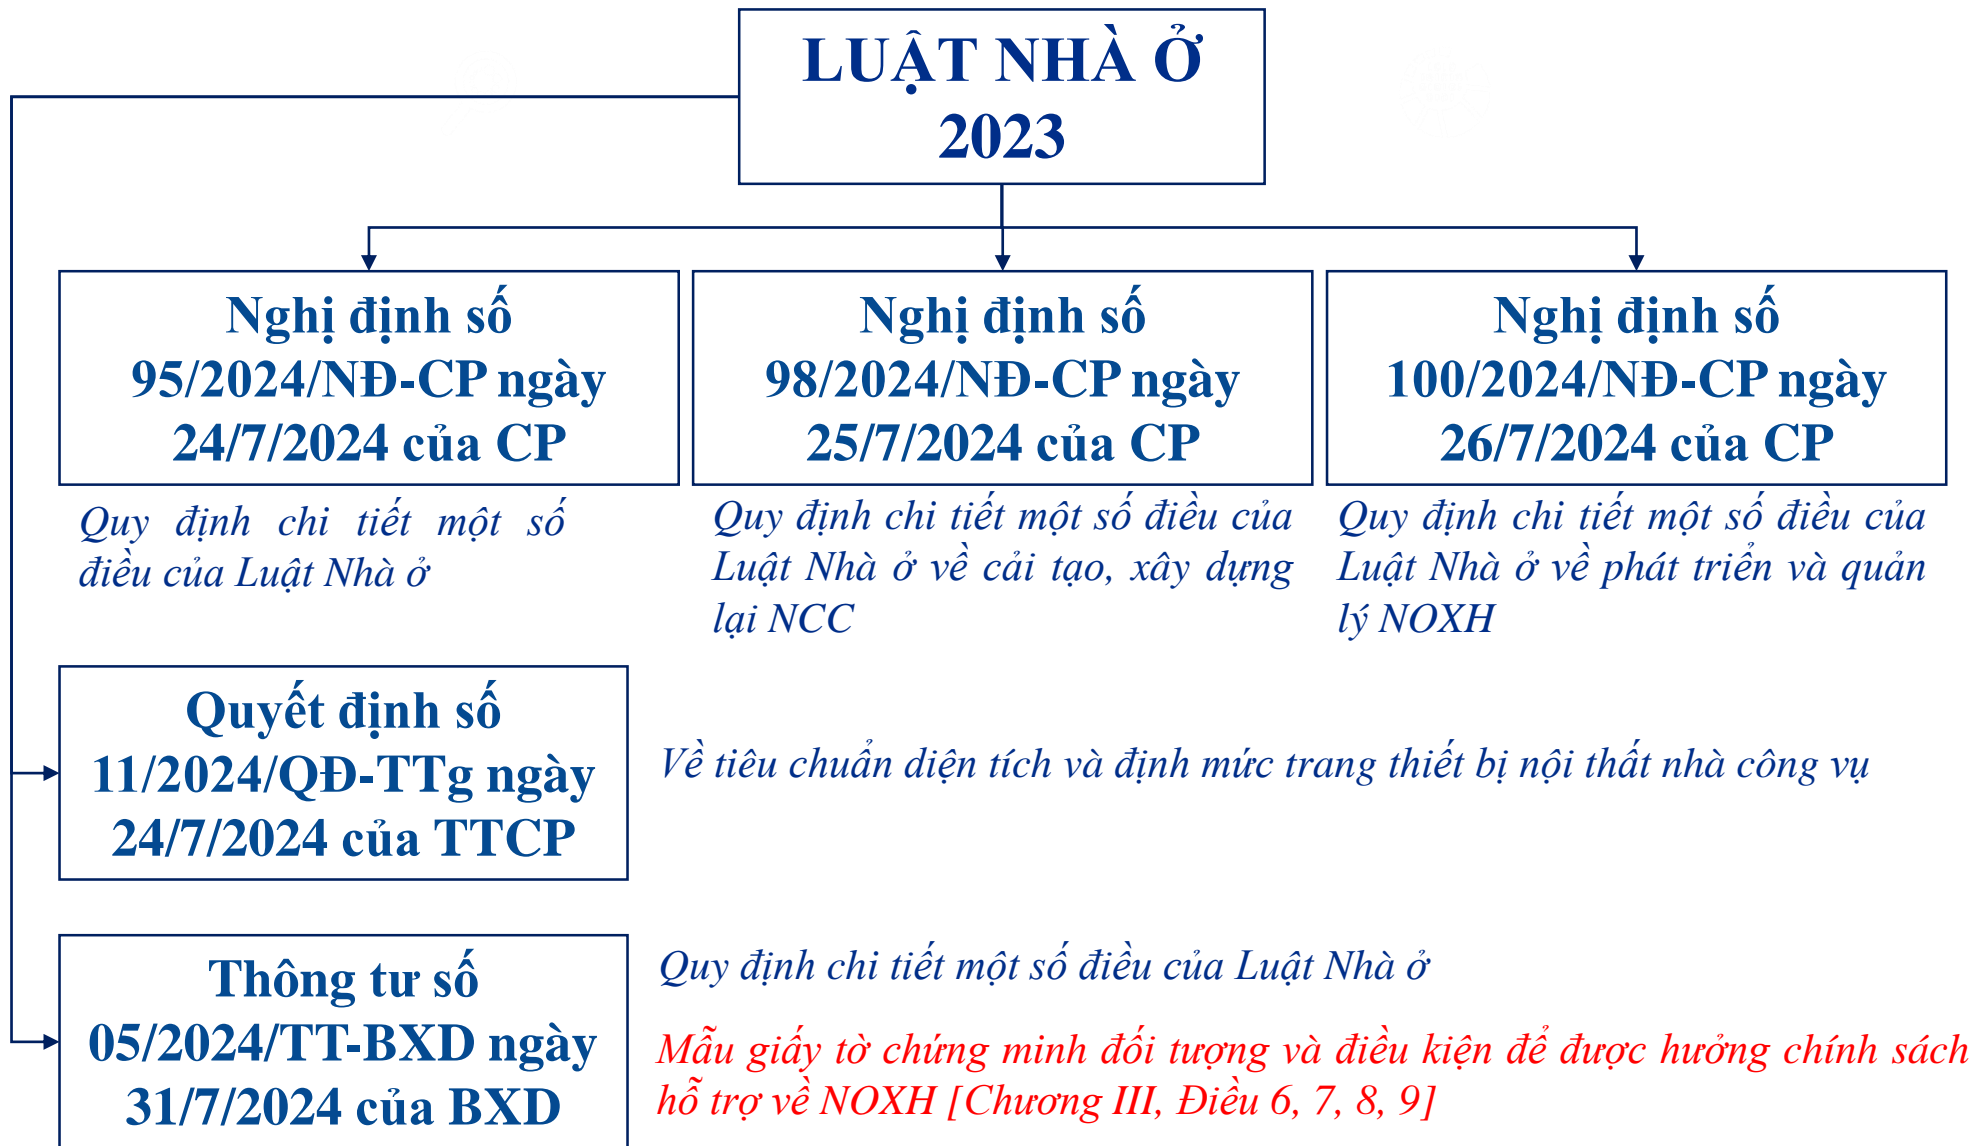 LUẬT NHÀ Ở
2023
Nghị định số
95/2024/NĐ-CP ngày
24/7/2024 của CP
Nghị định số
98/2024/NĐ-CP ngày
25/7/2024 của CP
Nghị định số
100/2024/NĐ-CP ngày
26/7/2024 của CP
Quy định chi tiết một số
điều của Luật Nhà ở
Quy định chi tiết một số điều của
Luật Nhà ở về cải tạo, xây dựng
lại NCC
Quy định chi tiết một số điều của
Luật Nhà ở về phát triển và quản
lý NOXH
Quyết định số
11/2024/QĐ-TTg ngày
24/7/2024 của TTCP
Về tiêu chuẩn diện tích và định mức trang thiết bị nội thất nhà công vụ
Thông tư số
05/2024/TT-BXD ngày
31/7/2024 của BXD
Quy định chi tiết một số điều của Luật Nhà ở
Mẫu giấy tờ chứng minh đối tượng và điều kiện để được hưởng chính sách
hỗ trợ về NOXH [Chương III, Điều 6, 7, 8, 9]